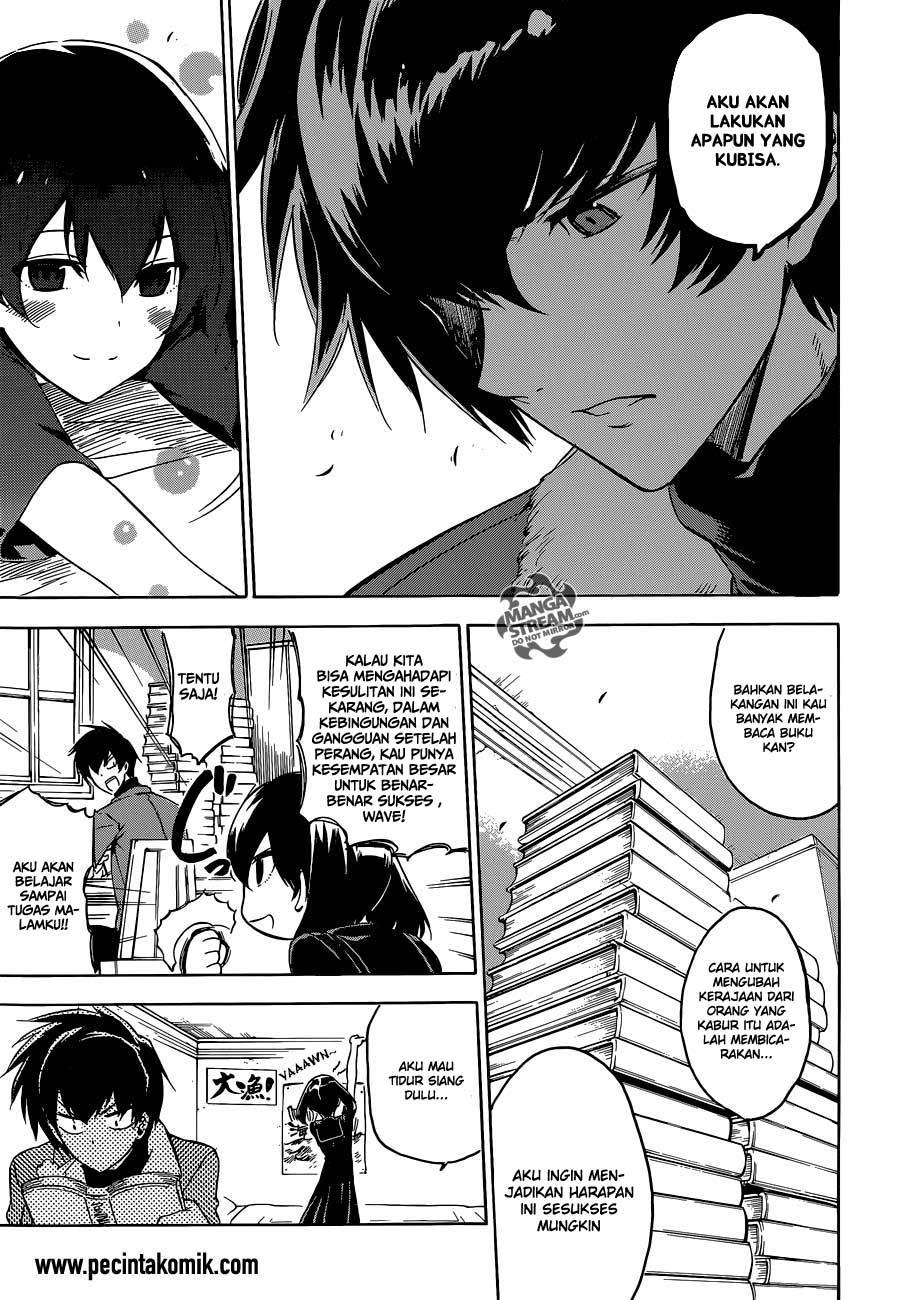 AKU AKAN
LAKUKAN
APAPUN YANG
KUBISA.
MANGA
STREAM.com
DO NOT MIRROR
BAHKAN BELA-
KANGAN INI KAU
BANYAK MEM-
BACA BUKU
KAN?
CARA UNTUK
MENGUBAH
KERAJAAN DARI
ORANG YANG
KABUR ITU ADA-
LAH MEMBICA-
RAKAN...
AKU INGIN MEN-
JADIKAN HARAPAN
INI SESUKSES
MUNGKIN
KALAU KITA
BISA MENGAHADAPI
KESULITAN INI SE-
KARANG, DALAM
KEBINGUNGAN DAN
GANGGUAN SETELAH
PERANG, KAU PUNYA
KESEMPATAN BESAR
UNTUK BENAR-
BENAR SUKSES ,
WAVE!
TENTU
SAJA!
AKU AKAN
BELAJAR
SAMPAI
TUGAS MA-
LAMKU!!
AKU MAU
TIDUR SIANG
DULU...
YAAAWN~
大漁!
www.pecintakomik.com